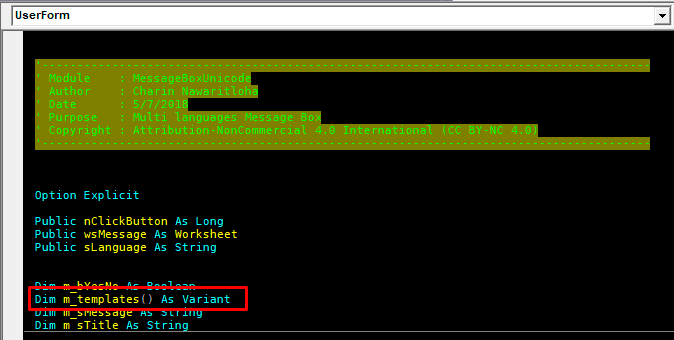 UserForm
'---------------------------------------------------------------------------------------
' Module    : MessageBoxUnicode
' Author    : Charin Nawaritloha
' Date      : 5/7/2018
' Purpose   : Multi languages Message Box
' Copyright : Attribution-NonCommercial 4.0 International (CC BY-NC 4.0)
'---------------------------------------------------------------------------------------
Option Explicit
Public nClickButton As Long
Public wsMessage As Worksheet
Public sLanguage As String
Dim m_bYesNo As Boolean
Dim m_templates() As Variant
Dim m_sMessage As String
Dim m_sTitle As String